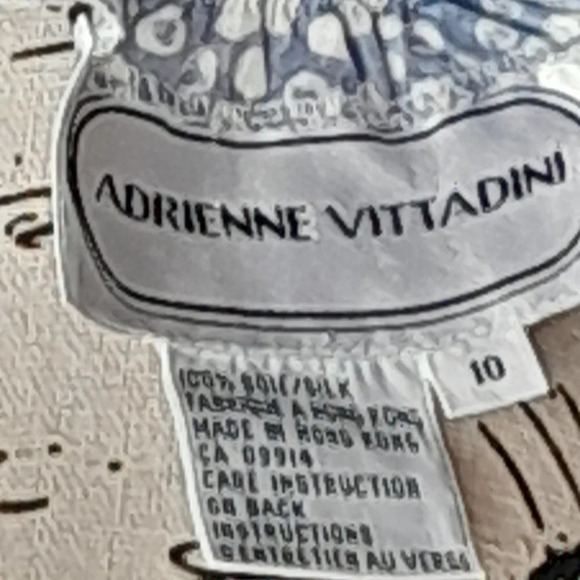 ADRIENNE VITTADINI
10
100% SOIE/SILK
FABRIQUÉ A HONG KONG
MADE IN HONG KONG
CA 09914
CARE INSTRUCTION
ON BACK
INSTRUCTIONS
D'ENTRETIEN AU VERSO